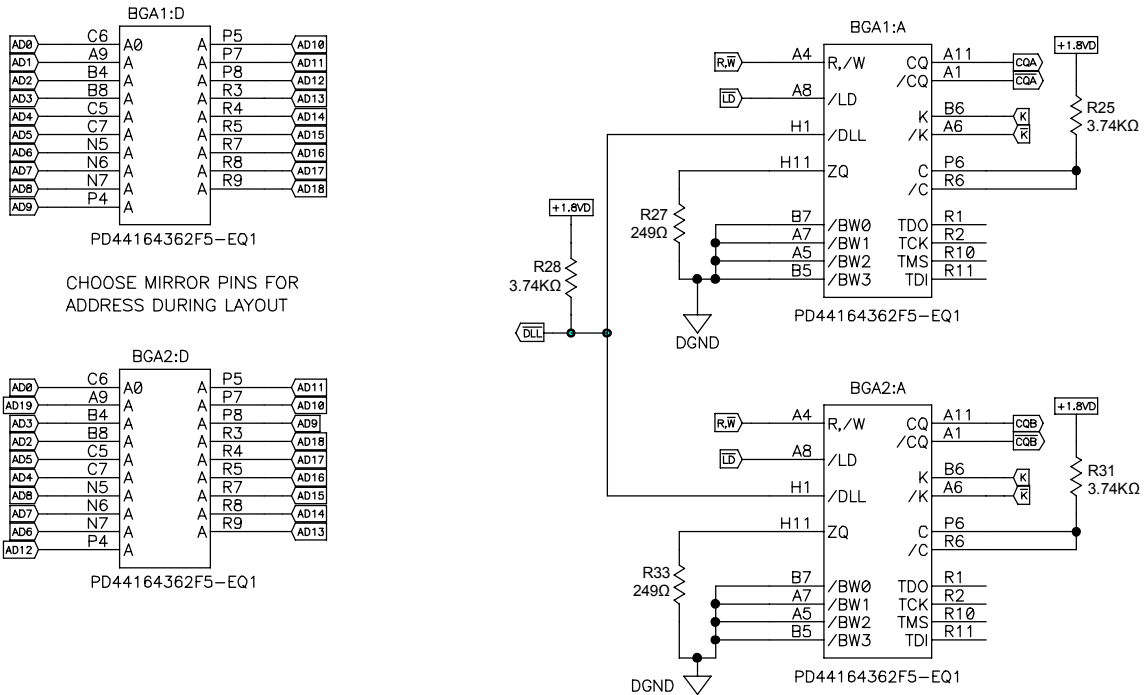 BGA1:D
AD0 C6 A0 A P5 AD10
AD1 A9 A A P7 AD11
AD2 B4 A A P8 AD12
AD3 B8 A A R3 AD13
AD4 C5 A A R4 AD14
AD5 C7 A A R5 AD15
AD6 N5 A A R7 AD16
AD7 N6 A A R8 AD17
AD8 N7 A A R9 AD18
AD9 P4 A
PD44164362F5-EQ1
CHOOSE MIRROR PINS FOR
ADDRESS DURING LAYOUT
BGA2:D
AD0 C6 A0 A P5 AD11
AD19 A9 A A P7 AD10
AD3 B4 A A P8 AD9
AD2 B8 A A R3 AD18
AD5 C5 A A R4 AD17
AD4 C7 A A R5 AD16
AD8 N5 A A R7 AD15
AD7 N6 A A R8 AD14
AD6 N7 A A R9 AD13
AD12 P4 A
PD44164362F5-EQ1
+1.8VD
R28
3.74KΩ
D̅L̅L̅
BGA1:A
R,W̅ A4 R,/W CQ A11 CQA
/CQ A1 C̅Q̅A̅
L̅D̅ A8 /LD
K B6 K
H1 /DLL /K A6 K̅
H11 ZQ C P6
/C R6
B7 /BW0 TDO R1
A7 /BW1 TCK R2
A5 /BW2 TMS R10
B5 /BW3 TDI R11
+1.8VD
R25
3.74KΩ
R27
249Ω
DGND
PD44164362F5-EQ1
BGA2:A
R,W̅ A4 R,/W CQ A11 CQB
/CQ A1 C̅Q̅B̅
L̅D̅ A8 /LD
K B6 K
H1 /DLL /K A6 K̅
H11 ZQ C P6
/C R6
B7 /BW0 TDO R1
A7 /BW1 TCK R2
A5 /BW2 TMS R10
B5 /BW3 TDI R11
+1.8VD
R31
3.74KΩ
R33
249Ω
DGND
PD44164362F5-EQ1